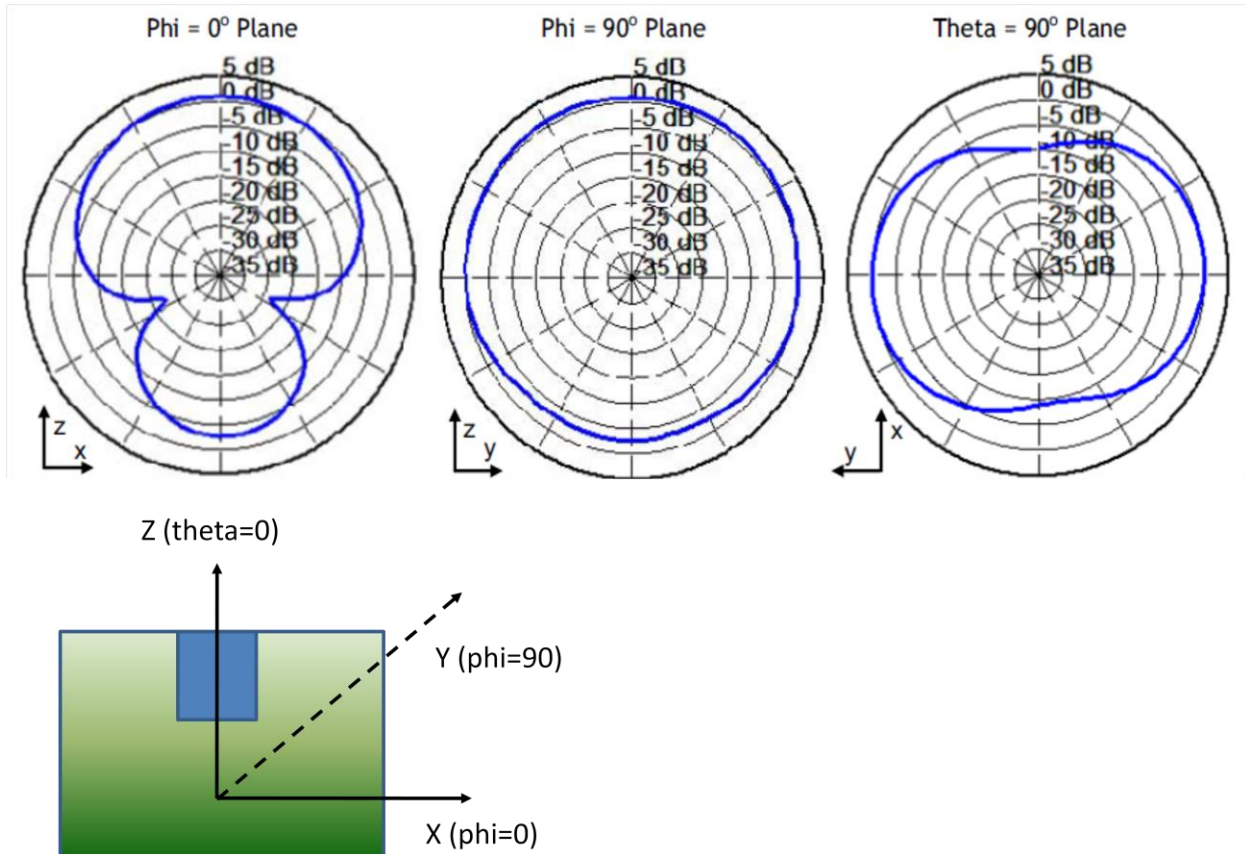 Phi = 0° Plane
5 dB
0 dB
-5 dB
-10 dB
-15 dB
-20 dB
-25 dB
-30 dB
-35 dB
z
x
Phi = 90° Plane
5 dB
0 dB
-5 dB
-10 dB
-15 dB
-20 dB
-25 dB
-30 dB
-35 dB
z
y
Theta = 90° Plane
5 dB
0 dB
-5 dB
-10 dB
-15 dB
-20 dB
-25 dB
-30 dB
-35 dB
x
y
Z (theta=0)
Y (phi=90)
X (phi=0)